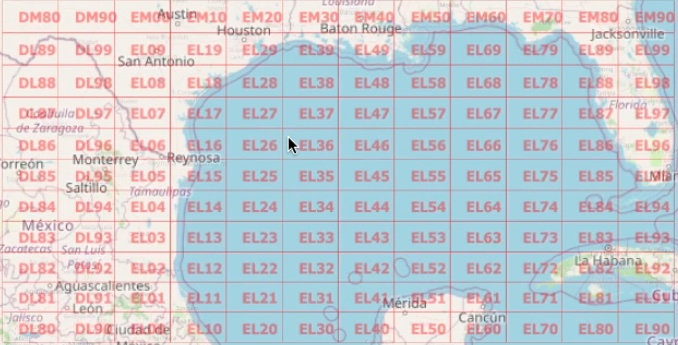 DM80 DM90 EM00 EM10 EM20 EM30 EM40 EM50 EM60 EM70 EM80 EM90
Austin
Houston
Baton Rouge
Jacksonville
DL89 DL99 EL09 EL19 EL29 EL39 EL49 EL59 EL69 EL79 EL89 EL99
San Antonio
DL88 DL98 EL08 EL18 EL28 EL38 EL48 EL58 EL68 EL78 EL88 EL98
Florida
DL97 EL07 EL17 EL27 EL37 EL47 EL57 EL67 EL77 EL87 EL97
Coahuila
de Zaragoza
DL86 DL96 EL06 EL16 EL26 EL36 EL46 EL56 EL66 EL76 EL86 EL96
orreón
Monterrey
Reynosa
DL85 DL95 EL05 EL15 EL25 EL35 EL45 EL55 EL65 EL75 EL85 EL95
Saltillo
Tamaulipas
DL84 DL94 EL04 EL14 EL24 EL34 EL44 EL54 EL64 EL74 EL84 EL94
México
DL83 DL93 EL03 EL13 EL23 EL33 EL43 EL53 EL63 EL73 EL83 EL93
Zacatecas
San Luis
La Habana
DL82 DL92 EL02 EL12 EL22 EL32 EL42 EL52 EL62 EL72 EL82 EL92
Aguascalientes
DL81 DL91 EL01 EL11 EL21 EL31 EL41 EL51 EL61 EL71 EL81 EL91
León
Mérida
Cancún
Jalisco
DL80 DL90 EL10 EL20 EL30 EL40 EL50 EL60 EL70 EL80 EL90
Ciudad de